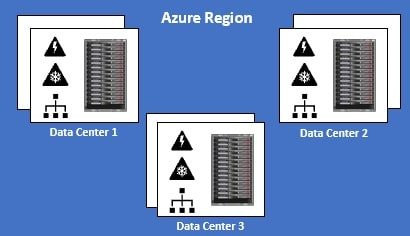 Azure Region
Data Center 1
Data Center 2
Data Center 3